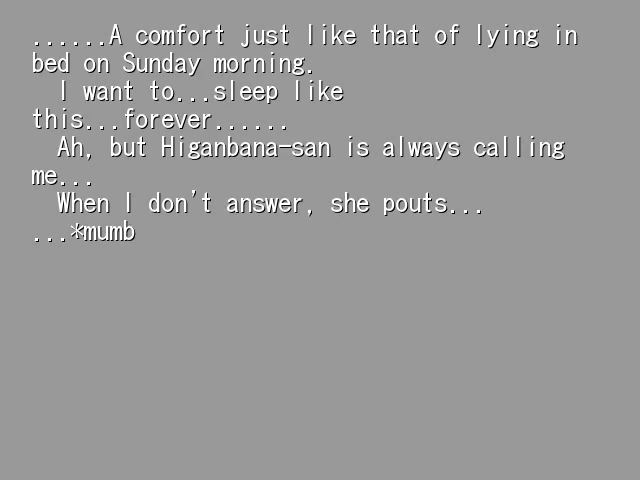 ......A comfort just like that of lying in
bed on Sunday morning.
I want to...sleep like
this...forever......
Ah, but Higanbana-san is always calling
me...
When I don't answer, she pouts...
...*mumb